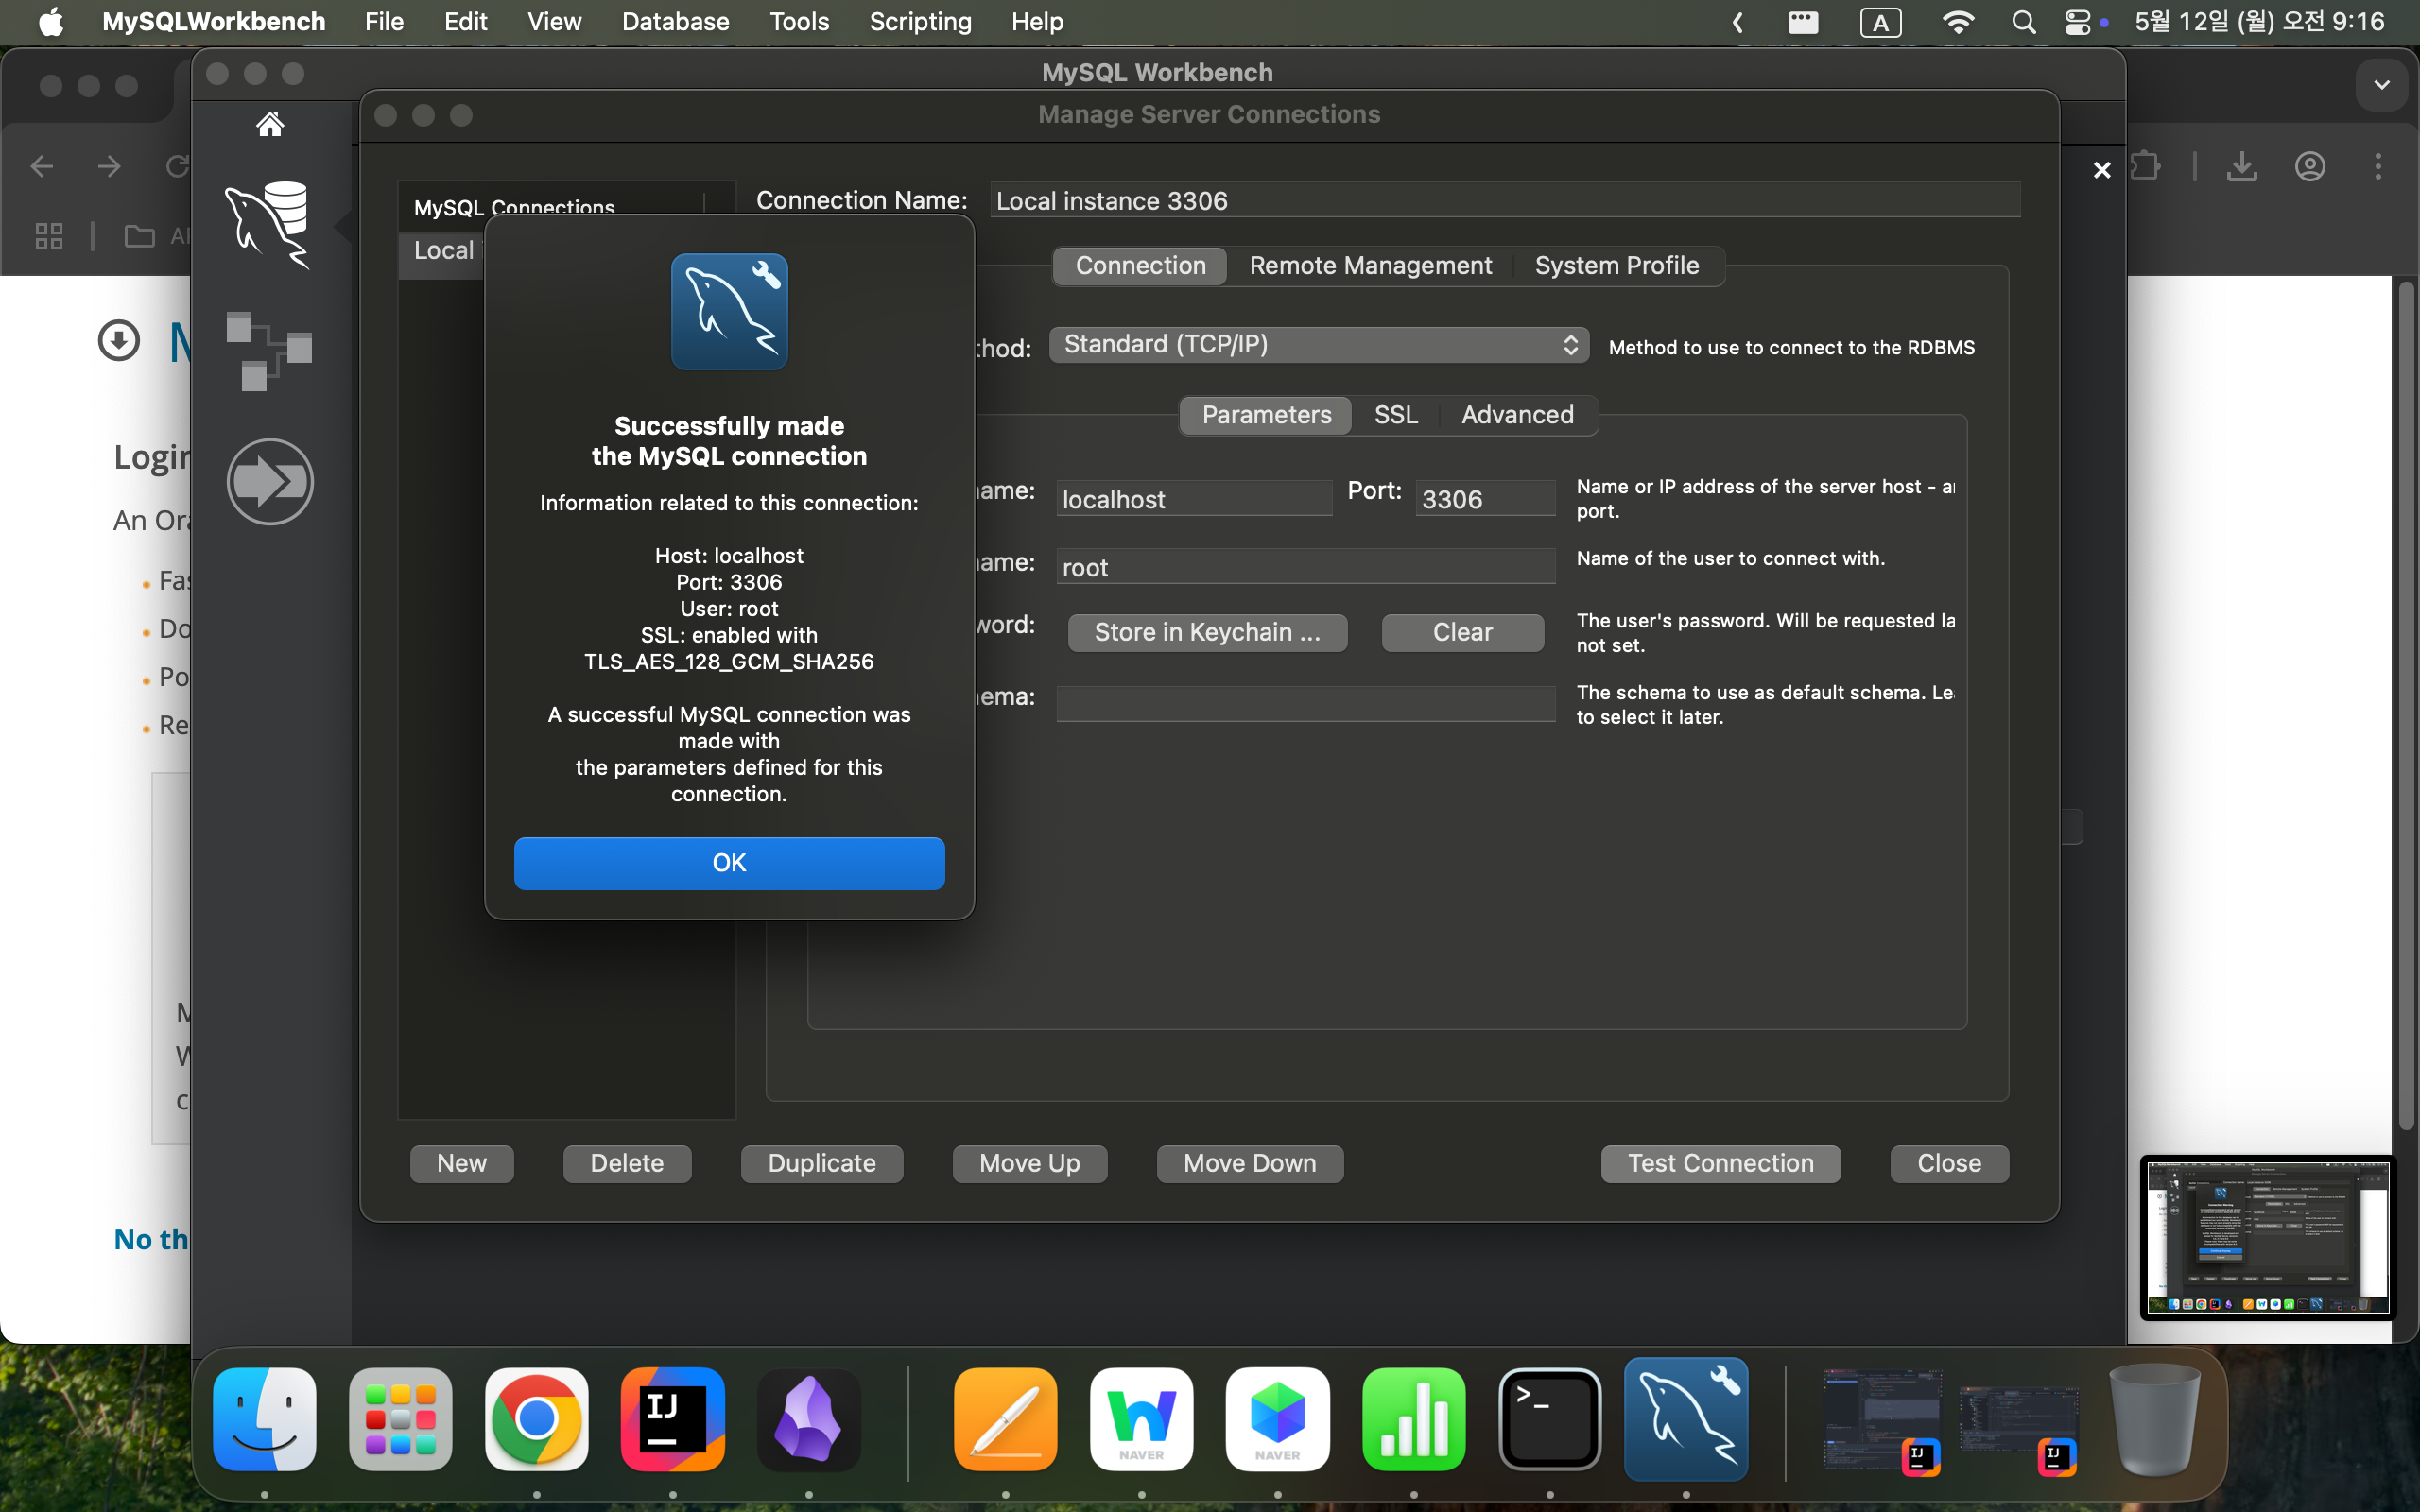 MySQLWorkbench File Edit View Database Tools Scripting Help
A 5월 12일 (월) 오전 9:16
MySQL Workbench
Manage Server Connections
MySQL Connections
Local
Connection Name: Local instance 3306
Connection Remote Management System Profile
thod: Standard (TCP/IP) Method to use to connect to the RDBMS
Parameters SSL Advanced
ame: localhost Port: 3306 Name or IP address of the server host - a
port.
ame: root Name of the user to connect with.
word: Store in Keychain ... Clear The user's password. Will be requested la
not set.
ema: The schema to use as default schema. Le
to select it later.
Successfully made
the MySQL connection
Information related to this connection:
Host: localhost
Port: 3306
User: root
SSL: enabled with
TLS_AES_128_GCM_SHA256
A successful MySQL connection was
made with
the parameters defined for this
connection.
OK
New Delete Duplicate Move Up Move Down Test Connection Close
Al
M
Login
An Ora
Fas
Do
Po
Re
M
W
c
No th
IJ
NAVER
NAVER
>_
IJ
IJ